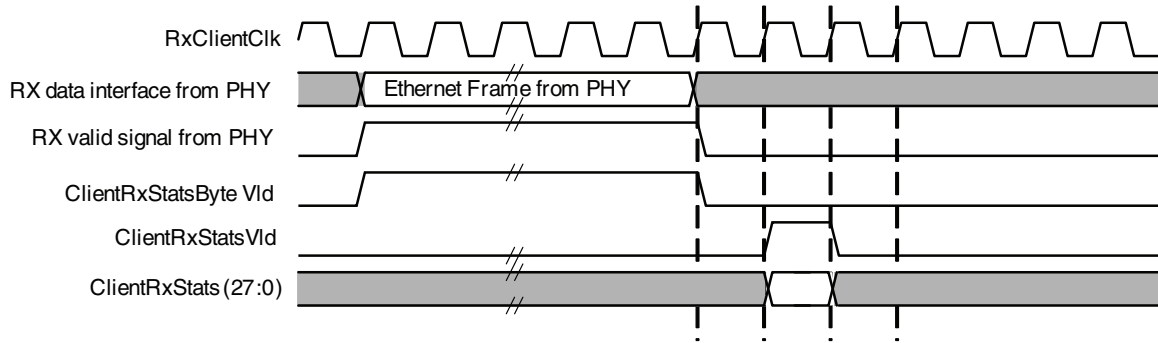 RxClientClk
RX data interface from PHY
Ethernet Frame from PHY
RX valid signal from PHY
ClientRxStatsByte Vld
ClientRxStatsVld
ClientRxStats (27:0)